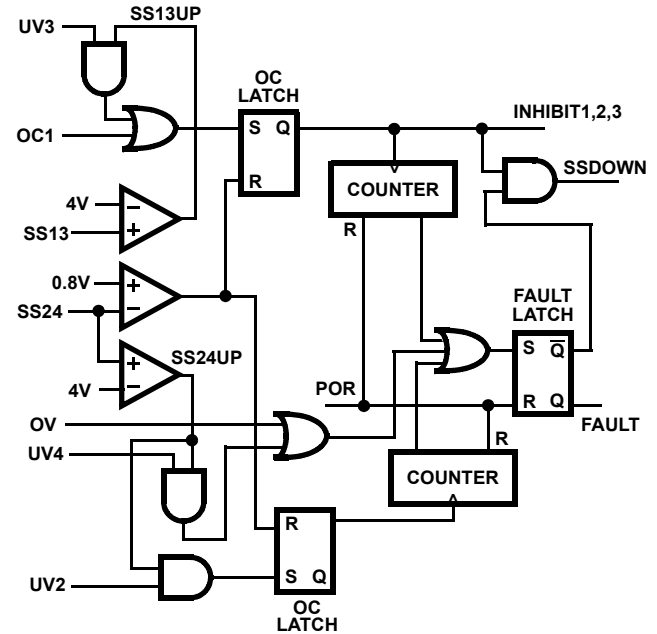 UV3
SS13UP
OC
LATCH
INHIBIT1,2,3
OC1
S Q
R
SSDOWN
COUNTER
R
4V
–
SS13
+
0.8V
+
SS24
–
FAULT
LATCH
+
SS24UP
4V
–
S Q̅
R Q
POR
FAULT
OV
R
UV4
COUNTER
R
S Q
UV2
OC
LATCH